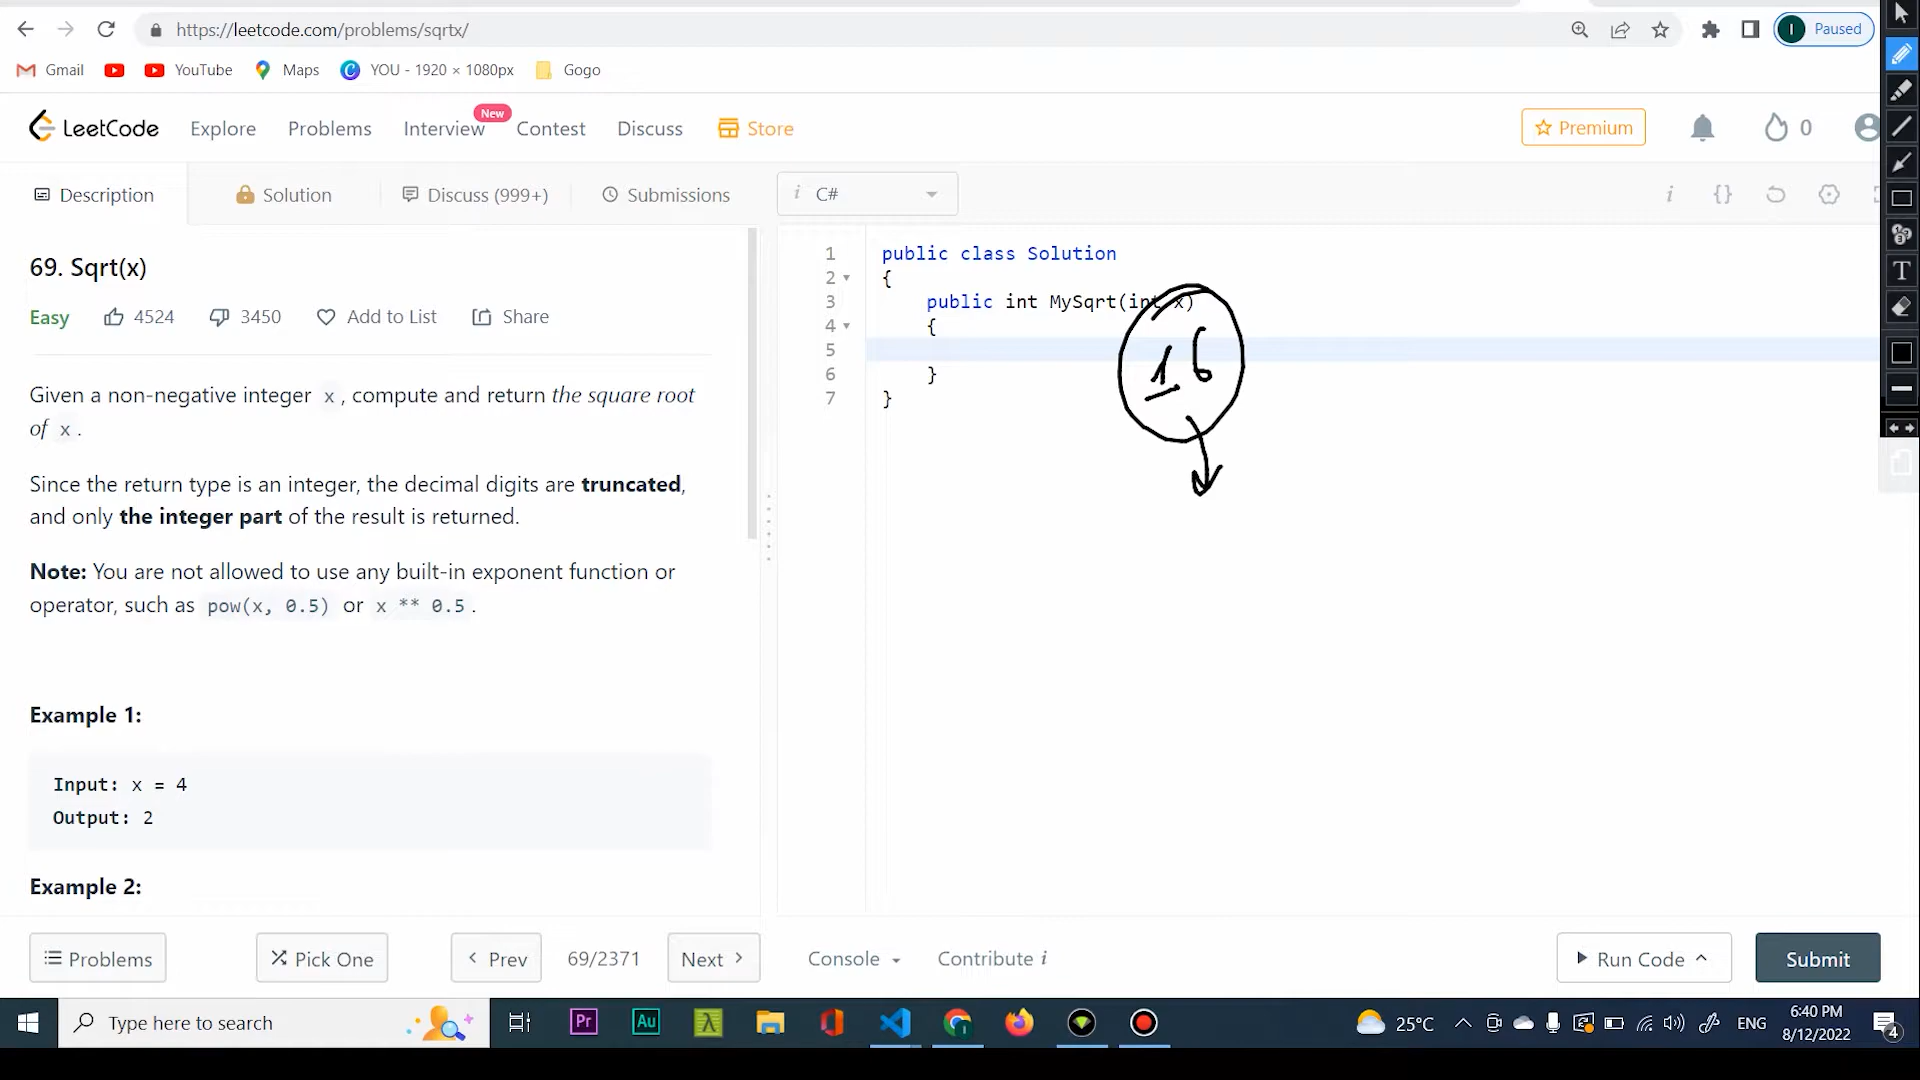 https://leetcode.com/problems/sqrtx/
Paused
Gmail
YouTube
Maps
YOU - 1920 × 1080px
Gogo
LeetCode
Explore
Problems
Interview
New
Contest
Discuss
Store
Premium
0
Description
Solution
Discuss (999+)
Submissions
i C#
i
{}
69. Sqrt(x)
Easy
4524
3450
Add to List
Share
Given a non-negative integer x, compute and return the square root
of x.
Since the return type is an integer, the decimal digits are truncated,
and only the integer part of the result is returned.
Note: You are not allowed to use any built-in exponent function or
operator, such as pow(x, 0.5) or x ** 0.5.
Example 1:
Input: x = 4
Output: 2
Example 2:
1 public class Solution
2 {
3 public int MySqrt(int x)
4 {
5
6 }
7 }
16
Problems
Pick One
Prev
69/2371
Next
Console
Contribute i
Run Code
Submit
Type here to search
Pr
Au
25°C
ENG
6:40 PM
8/12/2022
4